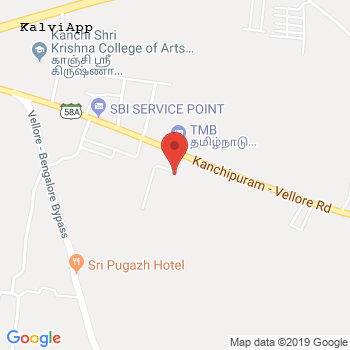 KalviApp
Kanchi Shri
Krishna College of Arts...
காஞ்சி ஸ்ரீ
கிருஷ்ணா
58A
SBI SERVICE POINT
TMB
தமிழ்நாடு...
Kanchipuram - Vellore Rd
Vellore - Bengalore Bypass
Sri Pugazh Hotel
Google
Map data ©2019 Google